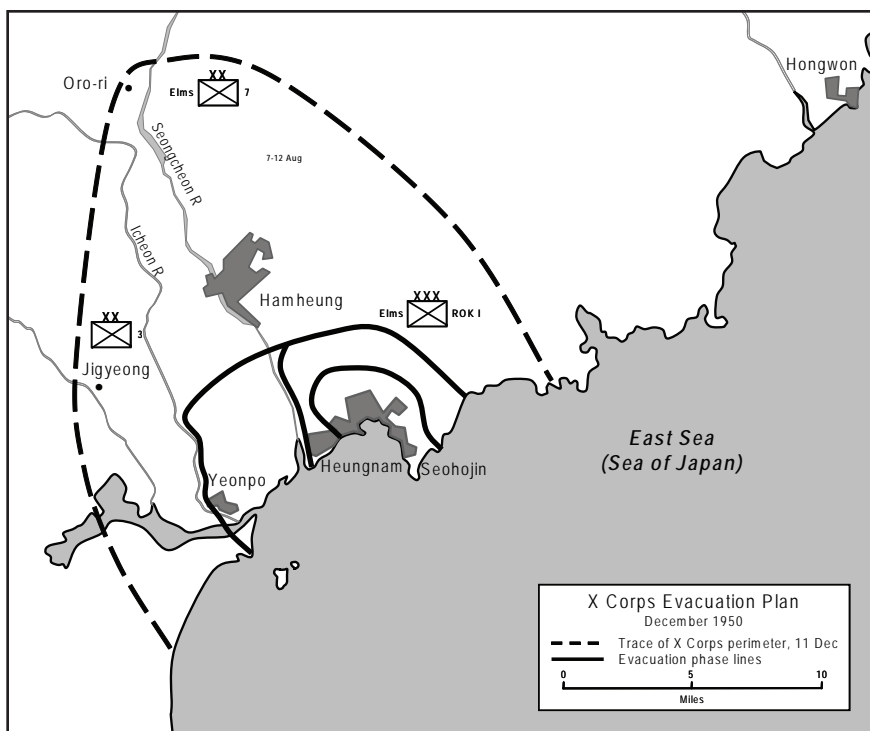 Hongwon
Oro-ri
XX
Elms
7
Seongcheon R
7-12 Aug
Icheon R
Hamheung
XXX
Elms
ROK I
XX
3
Jigyeong
East Sea
(Sea of Japan)
Heungnam
Seohojin
Yeonpo
X Corps Evacuation Plan
December 1950
Trace of X Corps perimeter, 11 Dec
Evacuation phase lines
0 5 10
Miles